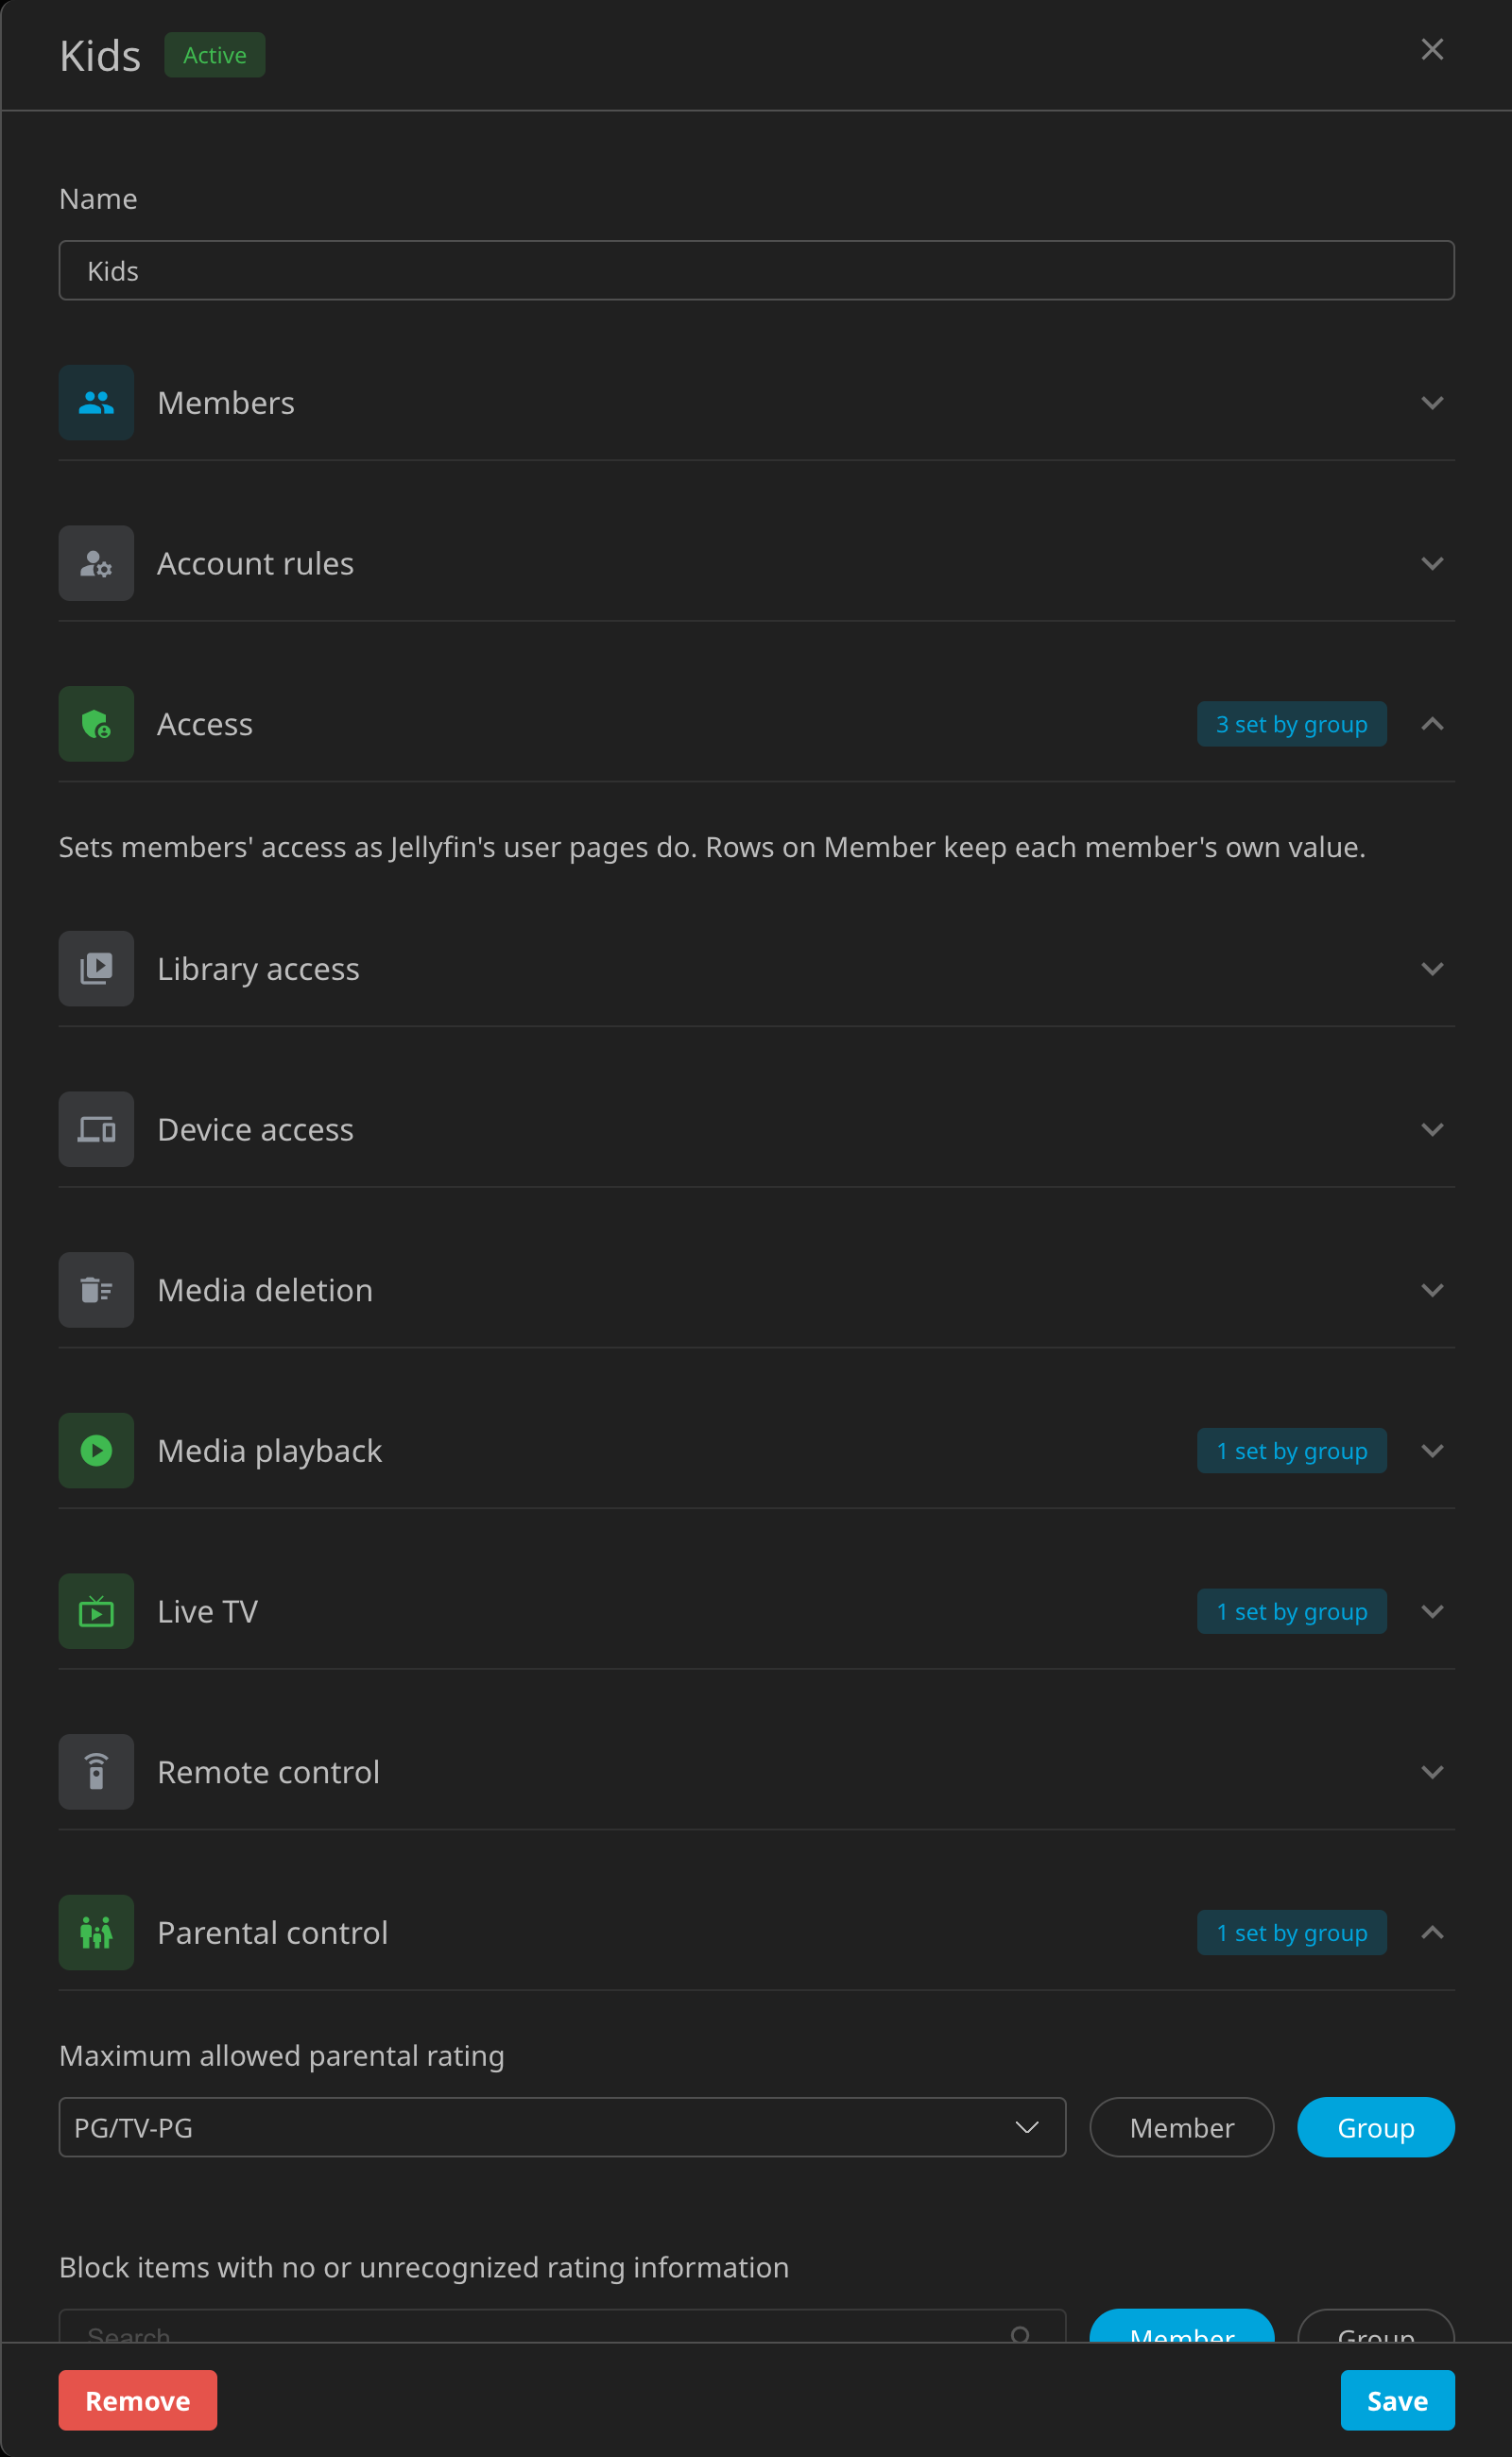 Kids
Active
Name
Kids
Members
Account rules
Access
3 set by group
Sets members' access as Jellyfin's user pages do. Rows on Member keep each member's own value.
Library access
Device access
Media deletion
Media playback
1 set by group
Live TV
1 set by group
Remote control
Parental control
1 set by group
Maximum allowed parental rating
PG/TV-PG
Member
Group
Block items with no or unrecognized rating information
Search
Member
Group
Remove
Save